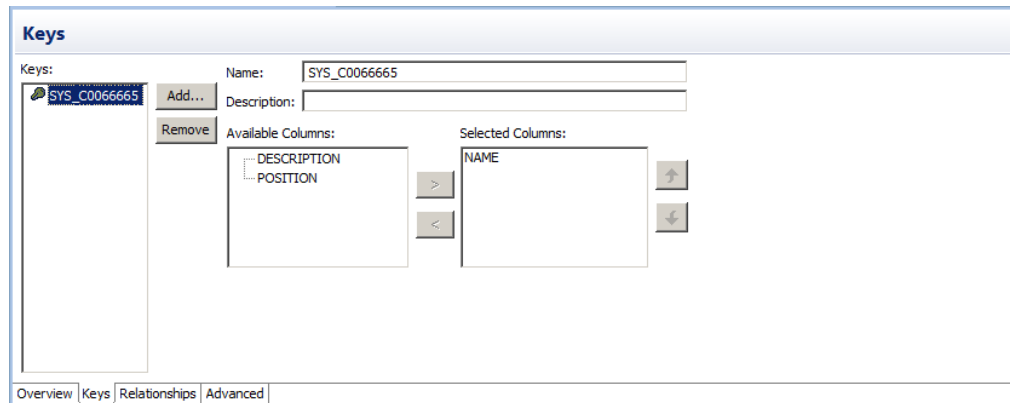 Keys
Keys:
SYS_C0066665
Add...
Remove
Name: SYS_C0066665
Description:
Available Columns:
DESCRIPTION
POSITION
>
<
Selected Columns:
NAME
Overview Keys Relationships Advanced